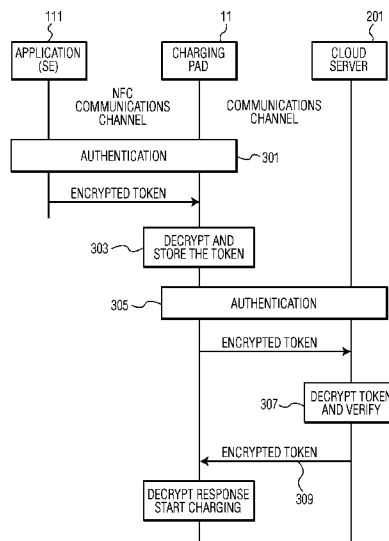 111
11
201
APPLICATION
(SE)
CHARGING
PAD
CLOUD
SERVER
NFC
COMMUNICATIONS
CHANNEL
COMMUNICATIONS
CHANNEL
AUTHENTICATION
301
ENCRYPTED TOKEN
303
DECRYPT AND
STORE THE TOKEN
305
AUTHENTICATION
ENCRYPTED TOKEN
307
DECRYPT TOKEN
AND VERIFY
ENCRYPTED TOKEN
309
DECRYPT RESPONSE
START CHARGING